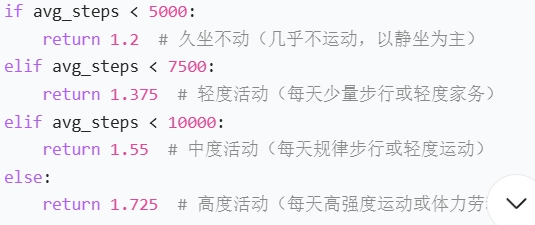 if avg_steps < 5000:
    return 1.2  # 久坐不动（几乎不运动，以静坐为主）
elif avg_steps < 7500:
    return 1.375  # 轻度活动（每天少量步行或轻度家务）
elif avg_steps < 10000:
    return 1.55  # 中度活动（每天规律步行或轻度运动）
else:
    return 1.725  # 高度活动（每天高强度运动或体力劳